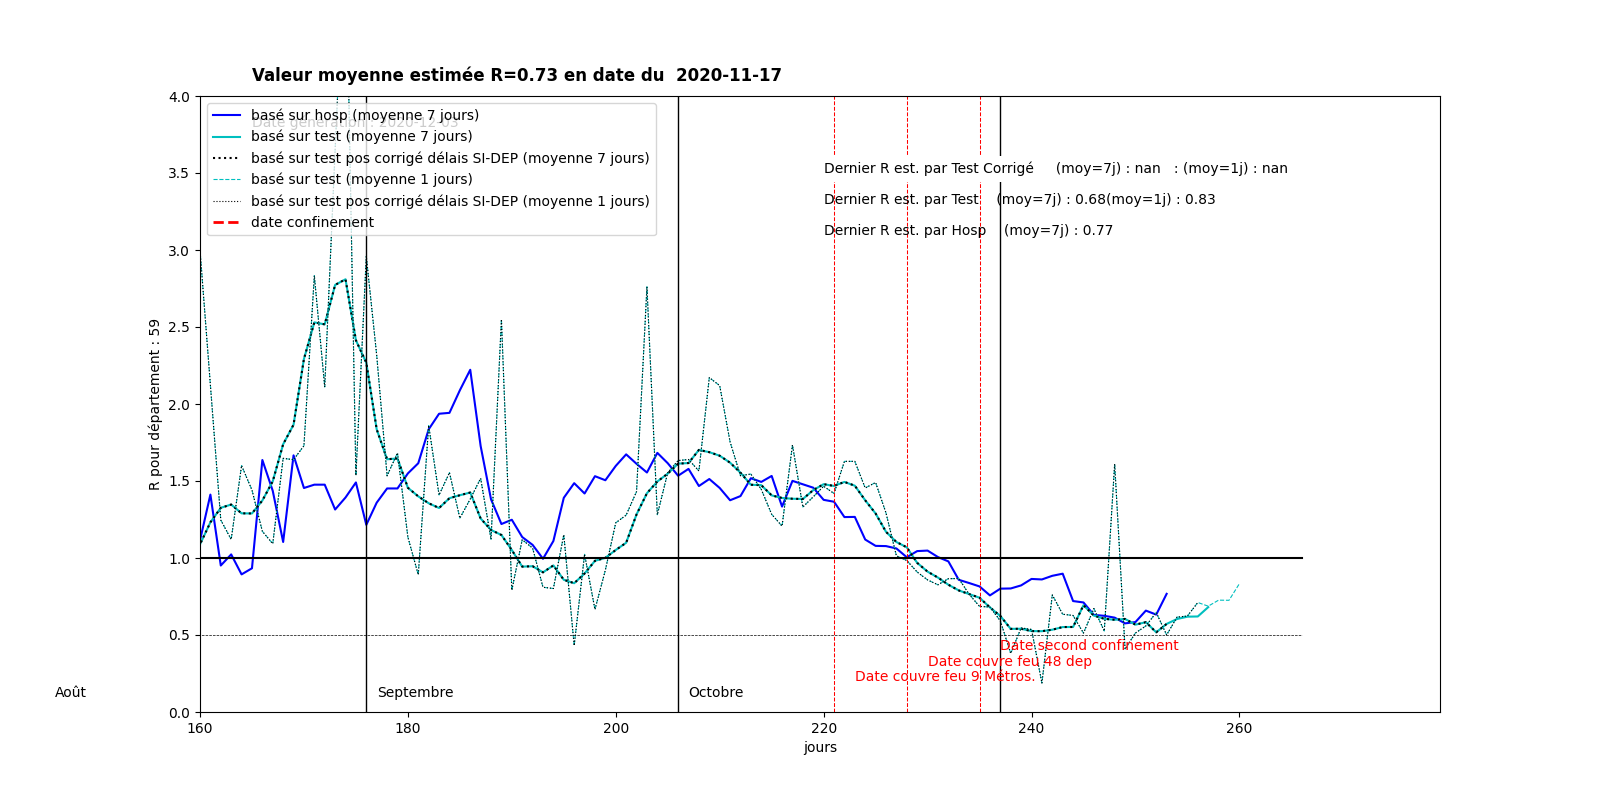 Valeur moyenne estimée R=0.73 en date du  2020-11-17
Date génération : 2020-12-03
basé sur hosp (moyenne 7 jours)
basé sur test (moyenne 7 jours)
basé sur test pos corrigé délais SI-DEP (moyenne 7 jours)
basé sur test (moyenne 1 jours)
basé sur test pos corrigé délais SI-DEP (moyenne 1 jours)
date confinement
Dernier R est. par Test Corrigé     (moy=7j) : nan   : (moy=1j) : nan
Dernier R est. par Test    (moy=7j) : 0.68(moy=1j) : 0.83
Dernier R est. par Hosp    (moy=7j) : 0.77
4.0
3.5
3.0
2.5
2.0
1.5
1.0
0.5
0.0
R pour département : 59
Date second confinement
Date couvre feu 48 dep
Date couvre feu 9 Métros.
Août
Septembre
Octobre
160
180
200
220
240
260
jours